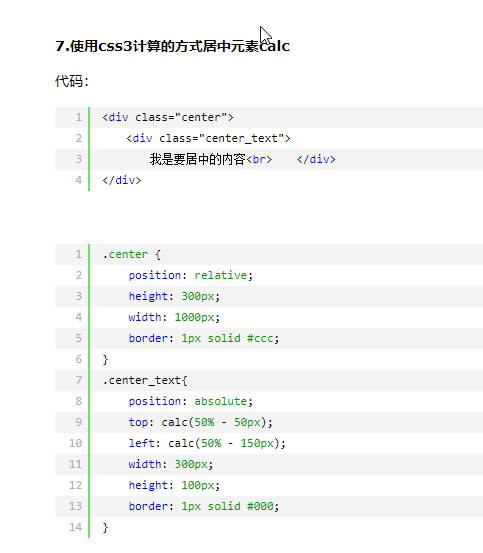 7.使用css3计算的方式居中元素calc
代码：
1 <div class="center">
2 <div class="center_text">
3 我是要居中的内容<br> </div>
4 </div>
1 .center {
2 position: relative;
3 height: 300px;
4 width: 1000px;
5 border: 1px solid #ccc;
6 }
7 .center_text{
8 position: absolute;
9 top: calc(50% - 50px);
10 left: calc(50% - 150px);
11 width: 300px;
12 height: 100px;
13 border: 1px solid #000;
14 }